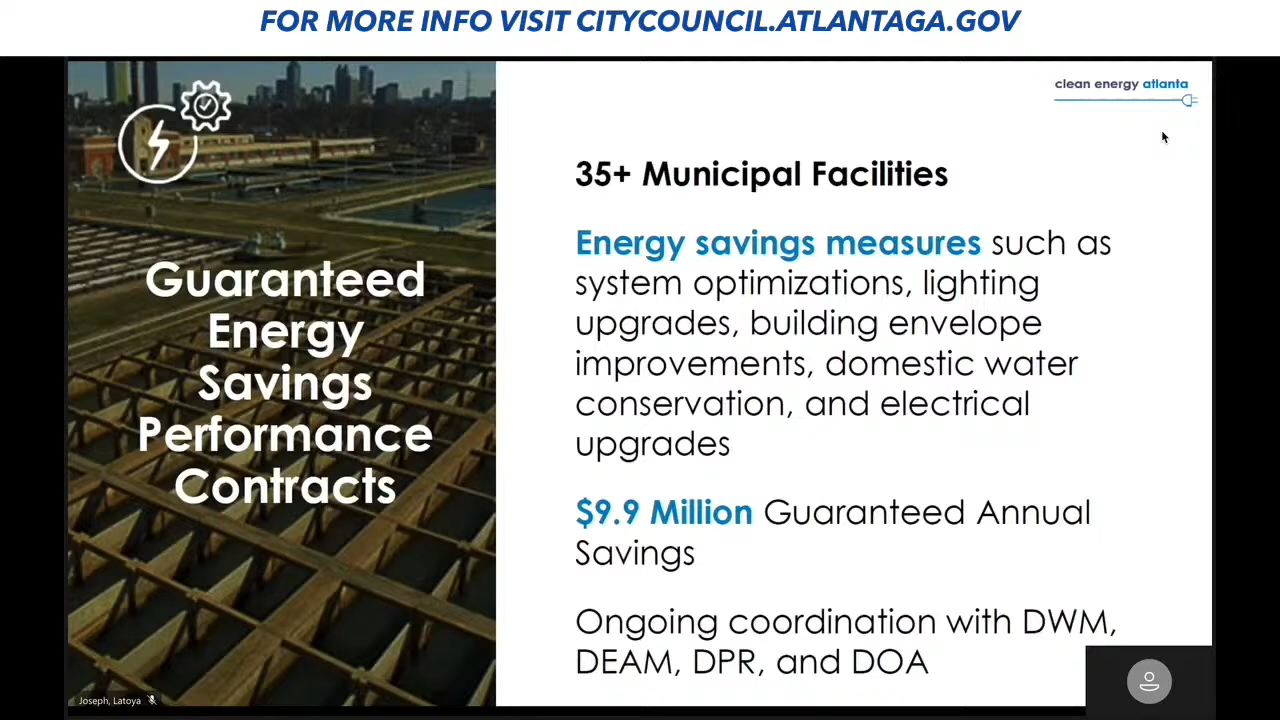 FOR MORE INFO VISIT CITYCOUNCIL.ATLANTAGA.GOV
clean energy atlanta
Guaranteed
Energy
Savings
Performance
Contracts
35+ Municipal Facilities
Energy savings measures such as
system optimizations, lighting
upgrades, building envelope
improvements, domestic water
conservation, and electrical
upgrades
$9.9 Million Guaranteed Annual
Savings
Ongoing coordination with DWM,
DEAM, DPR, and DOA
Joseph, Latoya